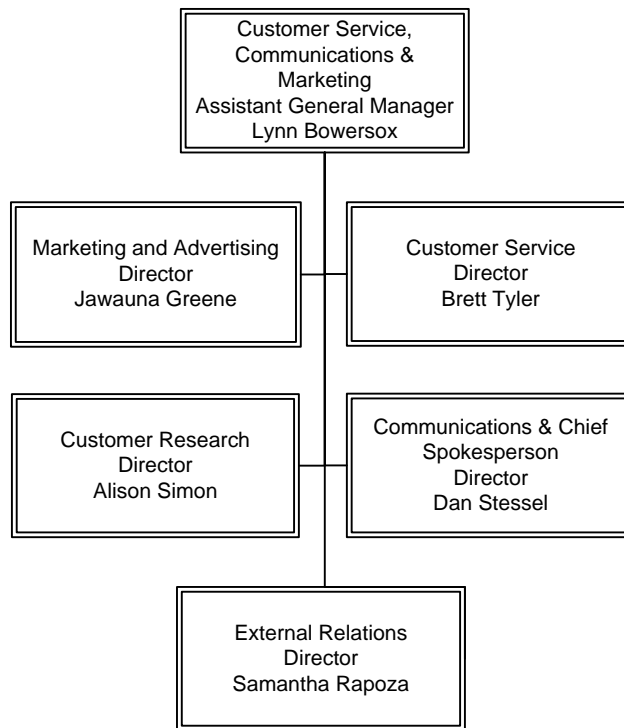 Customer Service,
Communications &
Marketing
Assistant General Manager
Lynn Bowersox
Marketing and Advertising
Director
Jawauna Greene
Customer Service
Director
Brett Tyler
Customer Research
Director
Alison Simon
Communications & Chief
Spokesperson
Director
Dan Stessel
External Relations
Director
Samantha Rapoza